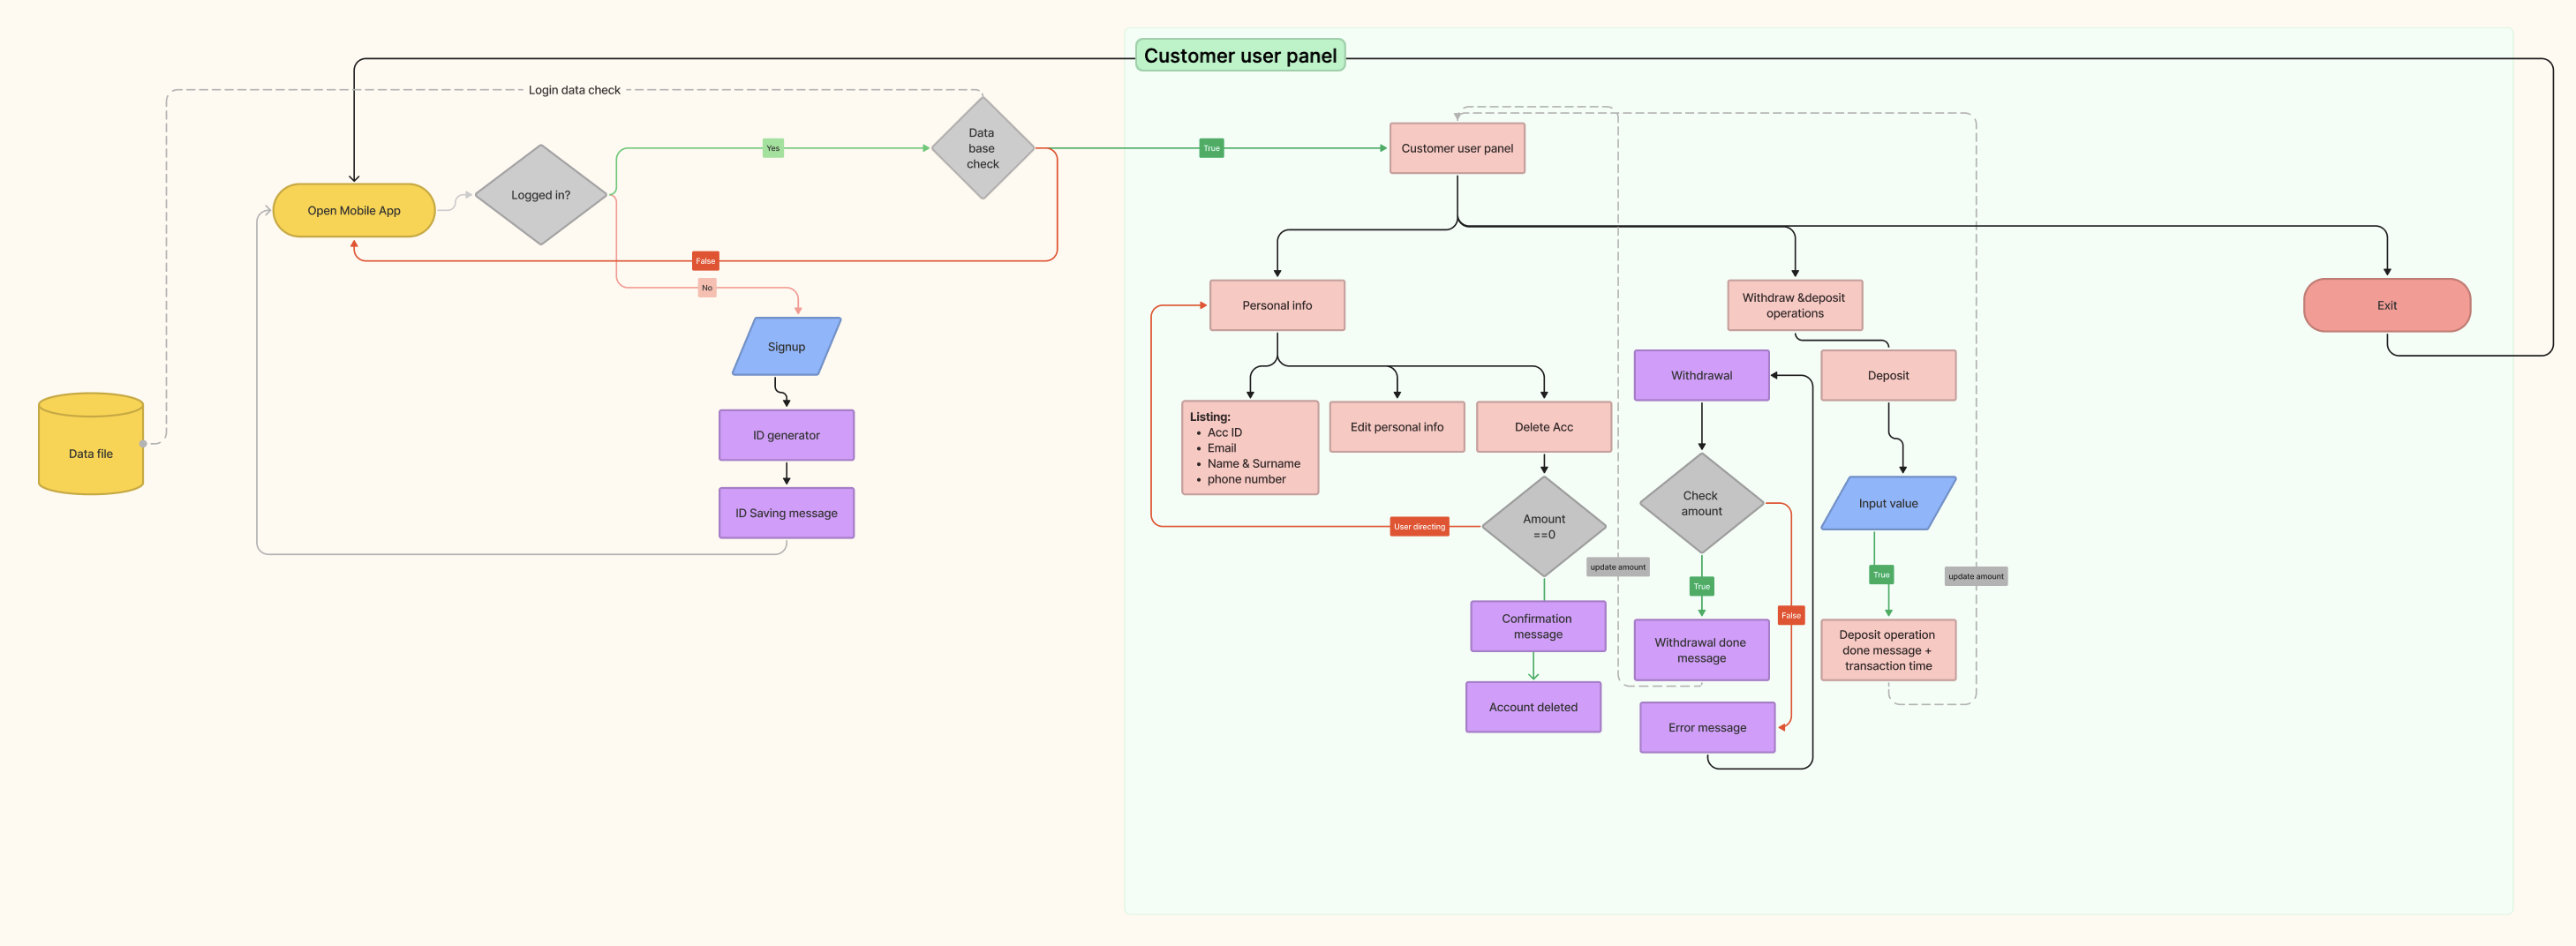 Customer user panel
Login data check
Data
base
check
Yes
True
Customer user panel
Logged in?
Open Mobile App
False
No
Signup
ID generator
ID Saving message
Data file
Personal info
Withdraw &deposit
operations
Exit
Listing:
• Acc ID
• Email
• Name & Surname
• phone number
Edit personal info
Delete Acc
Withdrawal
Deposit
User directing
Amount
==0
Check
amount
Input value
update amount
True
True
update amount
False
Confirmation
message
Withdrawal done
message
Deposit operation
done message +
transaction time
Account deleted
Error message